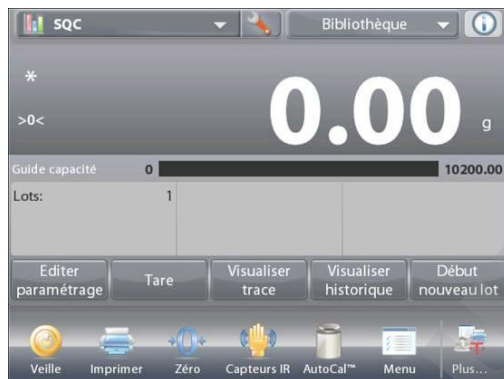 SQC Bibliothèque
*
>0< 0.00 g
Guide capacité 0 10200.00
Lots: 1
Editer paramétrage Tare Visualiser trace Visualiser historique Début nouveau lot
Veille Imprimer Zéro Capteurs IR AutoCal™ Menu Plus...